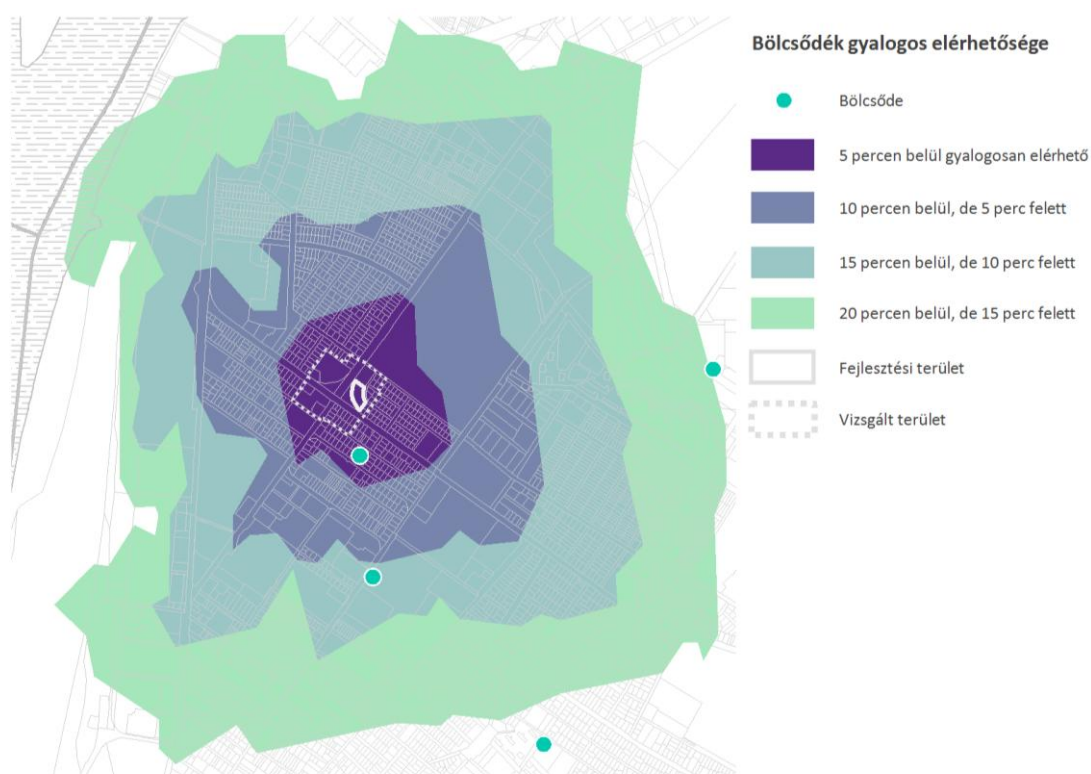 Bölcsődék gyalogos elérhetősége
Bölcsőde
5 percen belül gyalogosan elérhető
10 percen belül, de 5 perc felett
15 percen belül, de 10 perc felett
20 percen belül, de 15 perc felett
Fejlesztési terület
Vizsgált terület